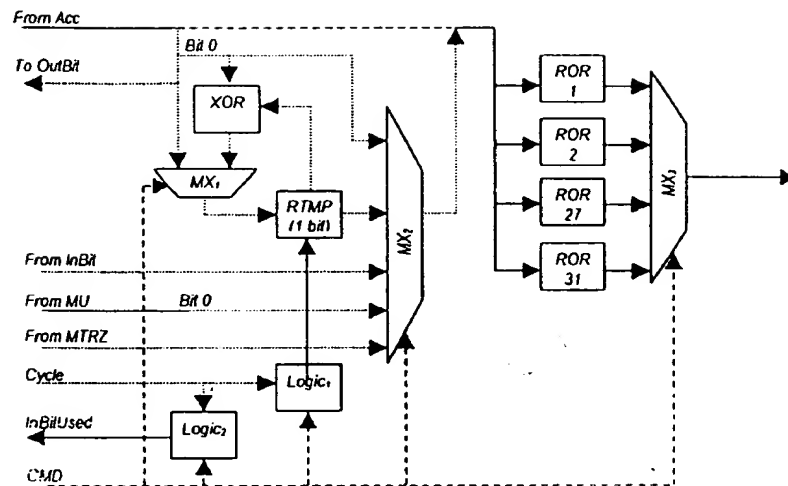 From Acc
Bit 0
To OutBit
XOR
MX₁
RTMP
(1 bit)
MX₂
ROR
1
ROR
2
ROR
27
ROR
31
MX₃
From InBit
From MU
Bit 0
From MTRZ
Cycle
Logic₁
InBitUsed
Logic₂
CMD